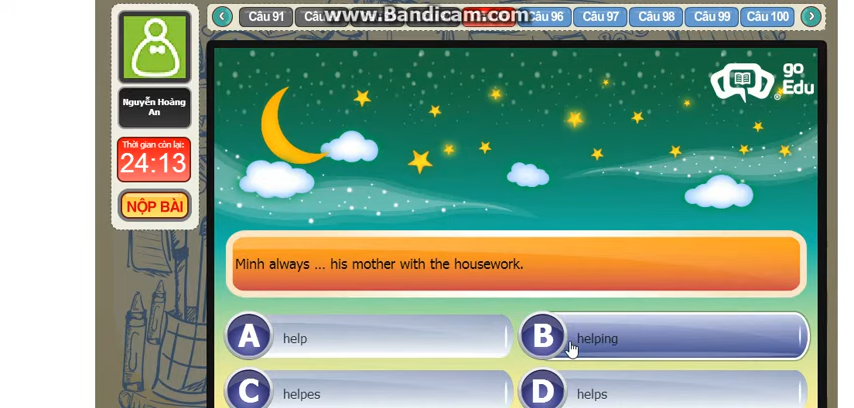 Câu 91
www.Bandicam.com
Câu 96
Câu 97
Câu 98
Câu 99
Câu 100
go
Edu
Nguyễn Hoàng
An
Thời gian còn lại:
24:13
NỘP BÀI
Minh always ... his mother with the housework.
A help
B helping
C helpes
D helps